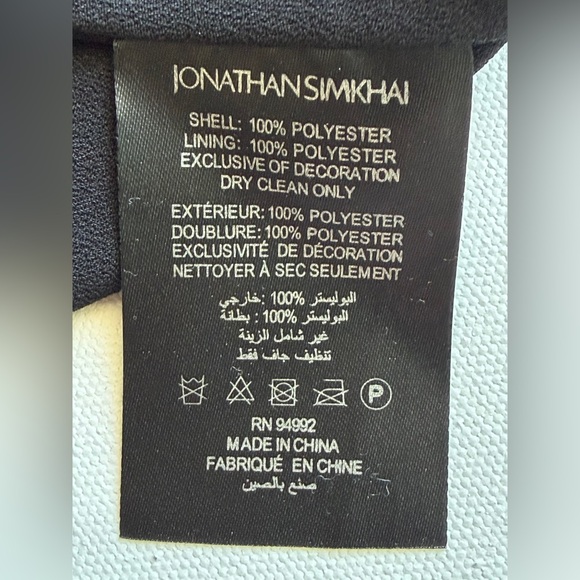 JONATHAN SIMKHAI
SHELL: 100% POLYESTER
LINING: 100% POLYESTER
EXCLUSIVE OF DECORATION
DRY CLEAN ONLY
EXTÉRIEUR: 100% POLYESTER
DOUBLURE: 100% POLYESTER
EXCLUSIVITÉ DE DÉCORATION
NETTOYER À SEC SEULEMENT
البوليستر %100 :خارجي
البوليستر %100 : بطانة
غير شامل الزينة
تنظيف جاف فقط
P
RN 94992
MADE IN CHINA
FABRIQUÉ EN CHINE
صنع بالصين